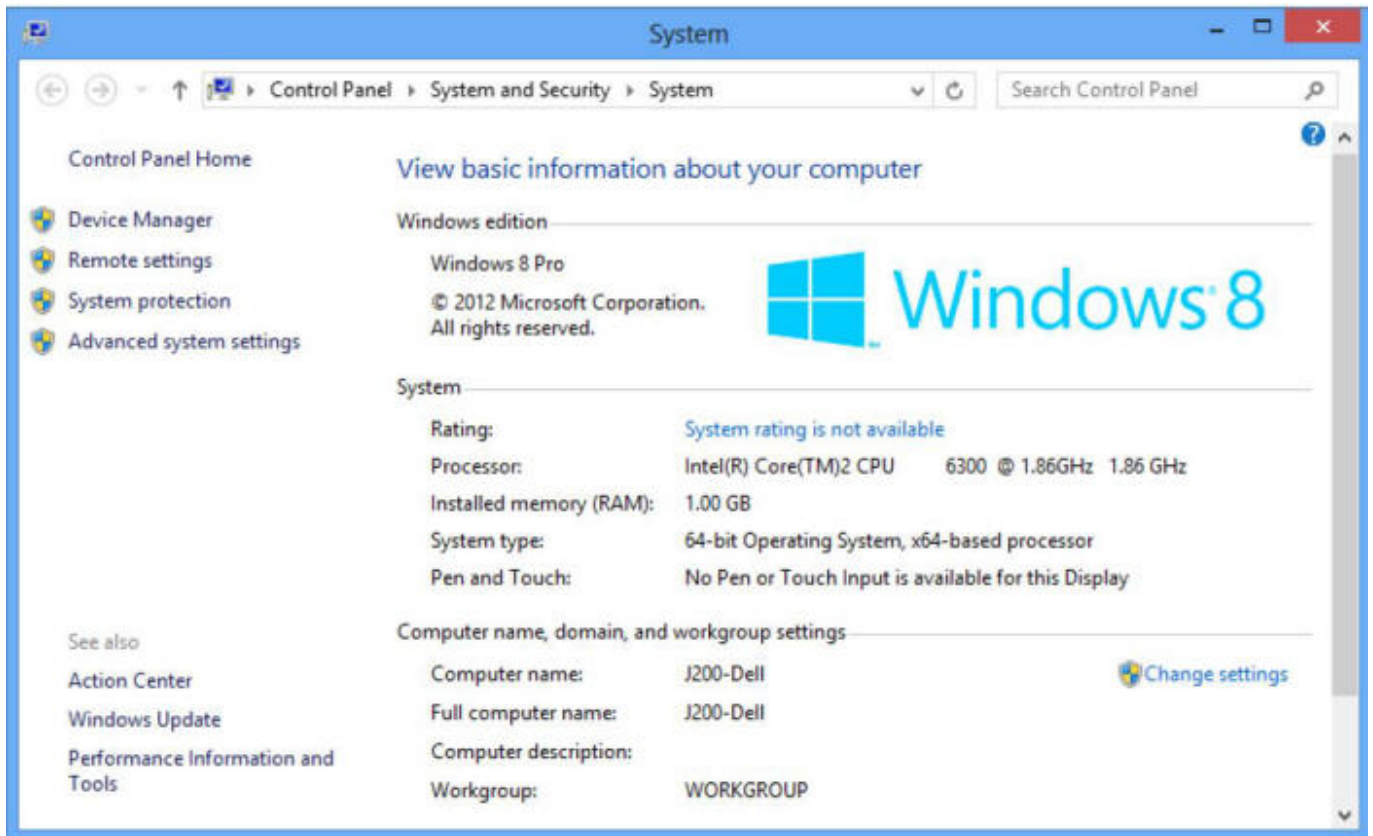 System
Control Panel System and Security System
Search Control Panel
Control Panel Home
Device Manager
Remote settings
System protection
Advanced system settings
See also
Action Center
Windows Update
Performance Information and
Tools
View basic information about your computer
Windows edition
Windows 8 Pro
© 2012 Microsoft Corporation.
All rights reserved.
Windows 8
System
Rating: System rating is not available
Processor: Intel(R) Core(TM)2 CPU 6300 @ 1.86GHz 1.86 GHz
Installed memory (RAM): 1.00 GB
System type: 64-bit Operating System, x64-based processor
Pen and Touch: No Pen or Touch Input is available for this Display
Computer name, domain, and workgroup settings
Computer name: J200-Dell Change settings
Full computer name: J200-Dell
Computer description:
Workgroup: WORKGROUP